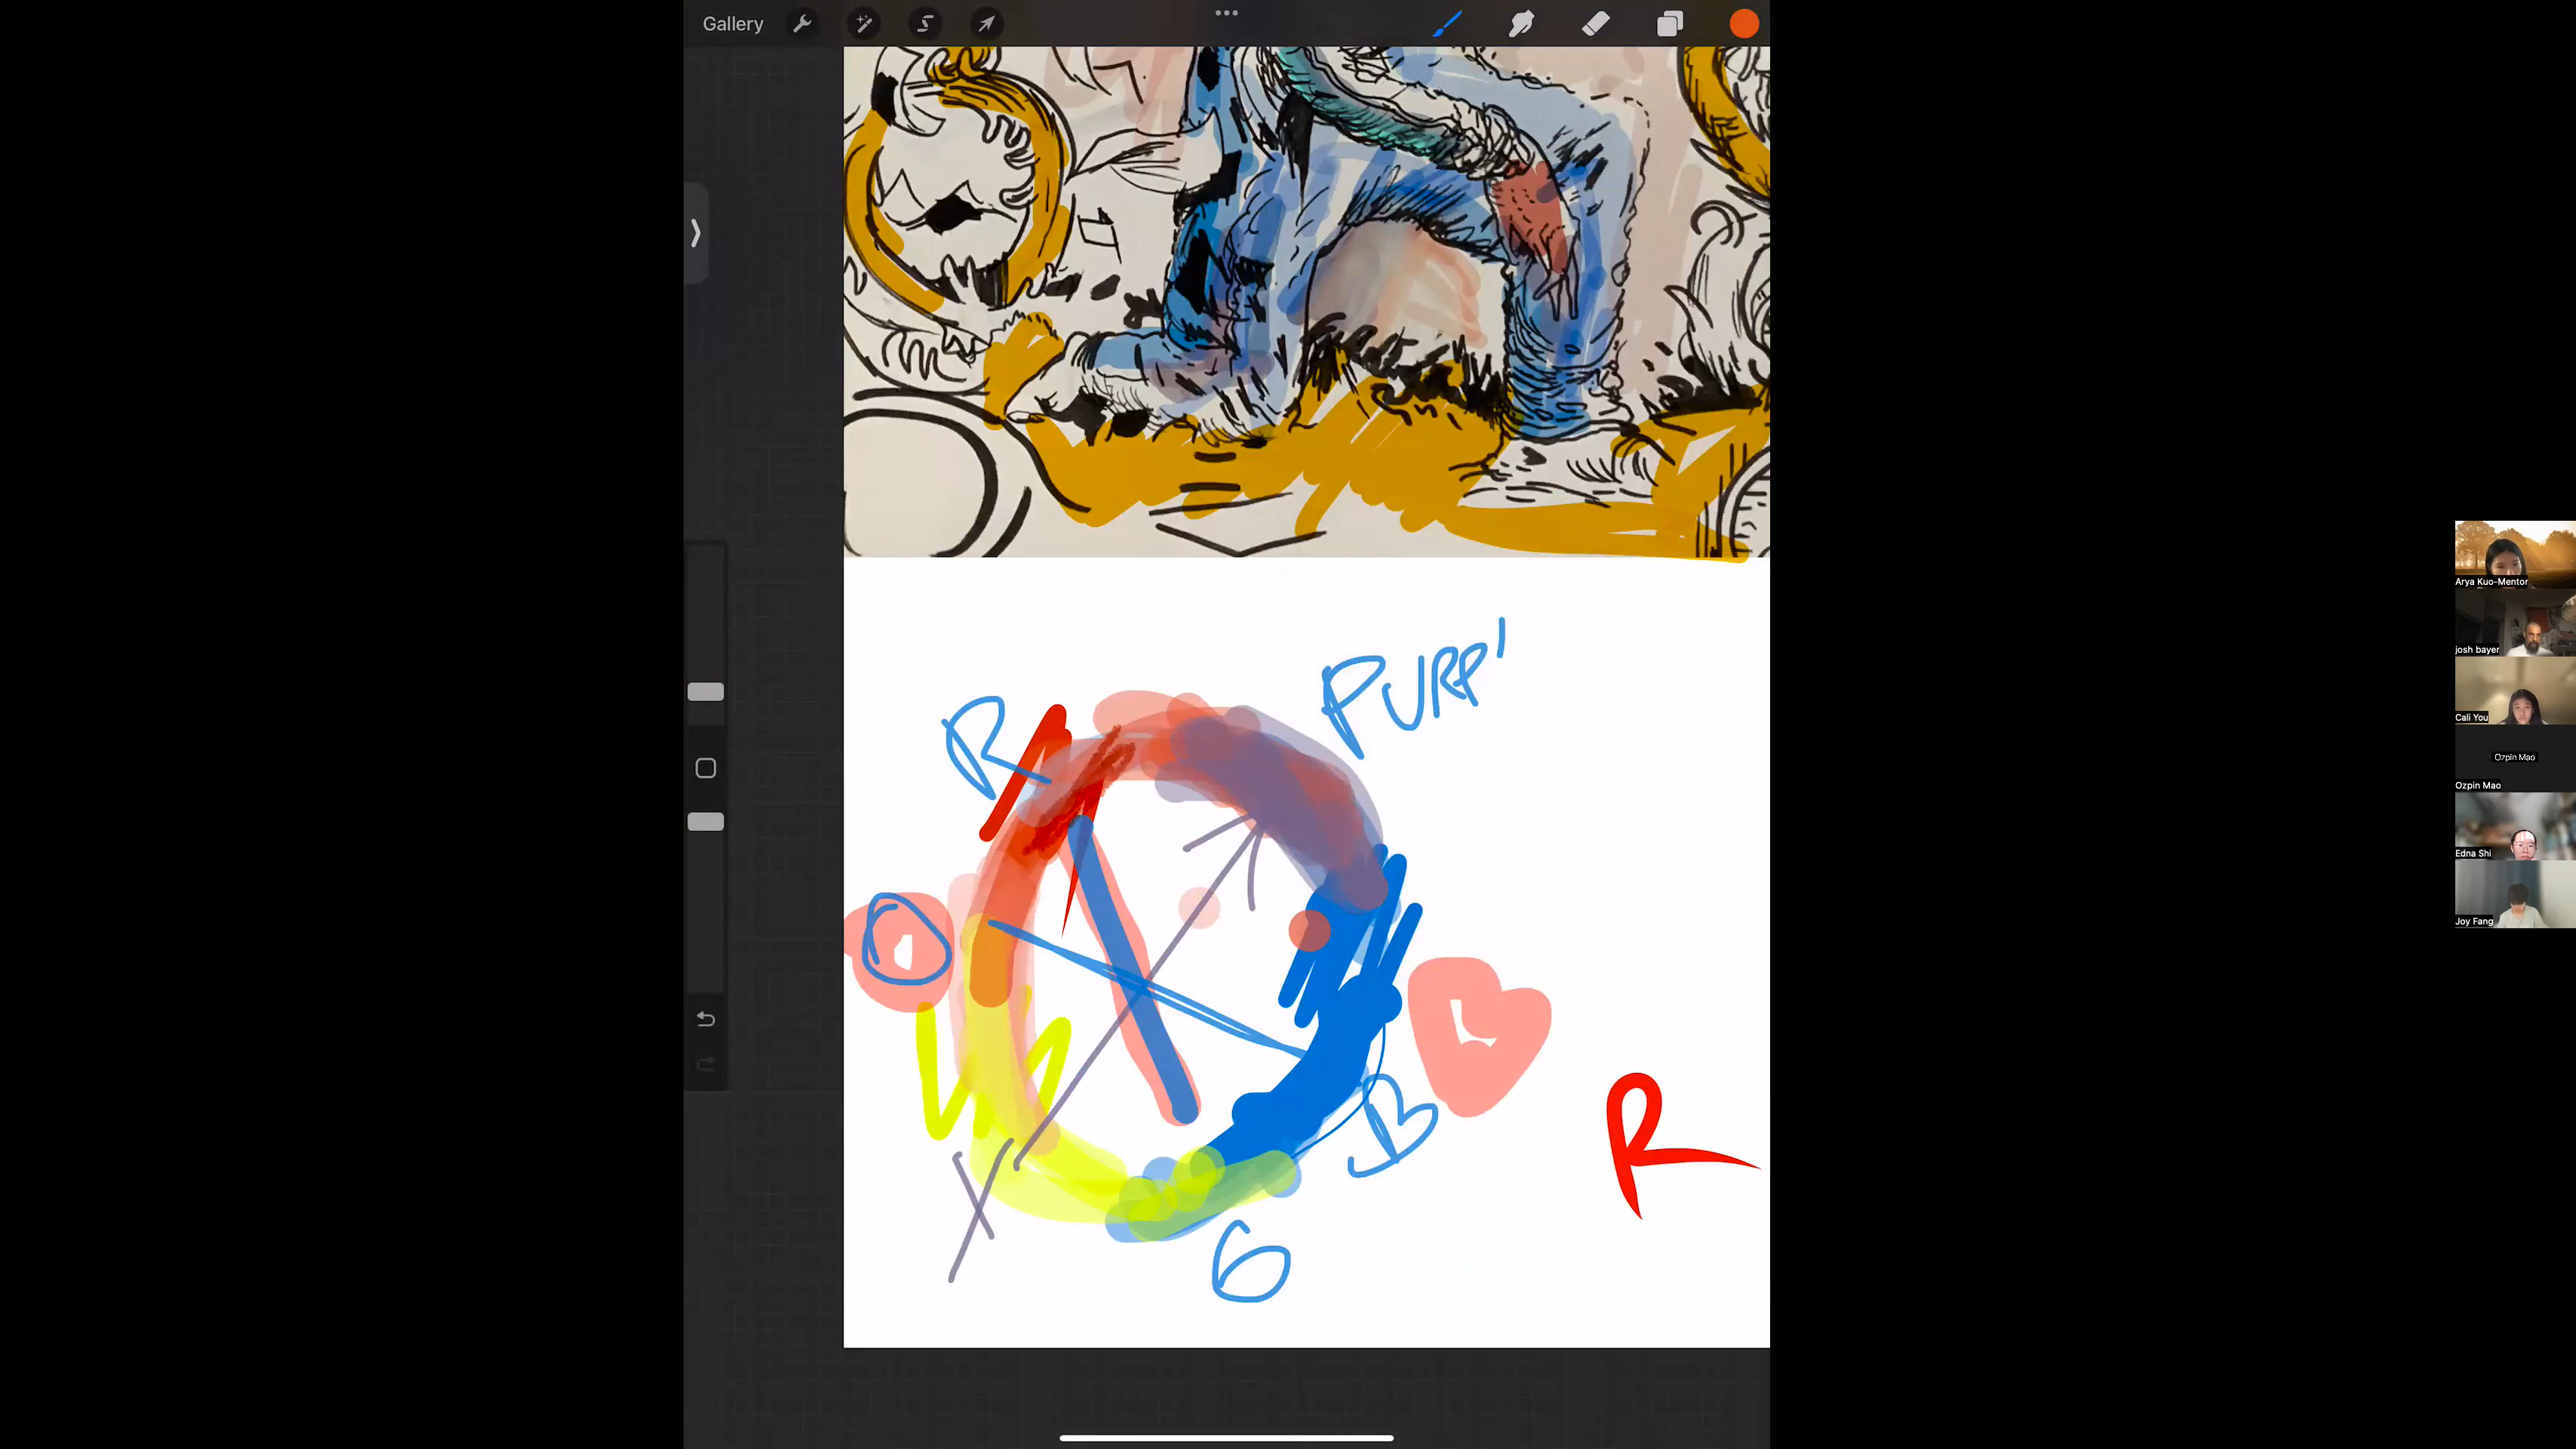 Gallery
PURP'
R
O
B
R
G
Arya Kuo-Mentor
josh bayer
Cali You
Ozpin Mao
Ozpin Mao
Edna Shi
Joy Fang